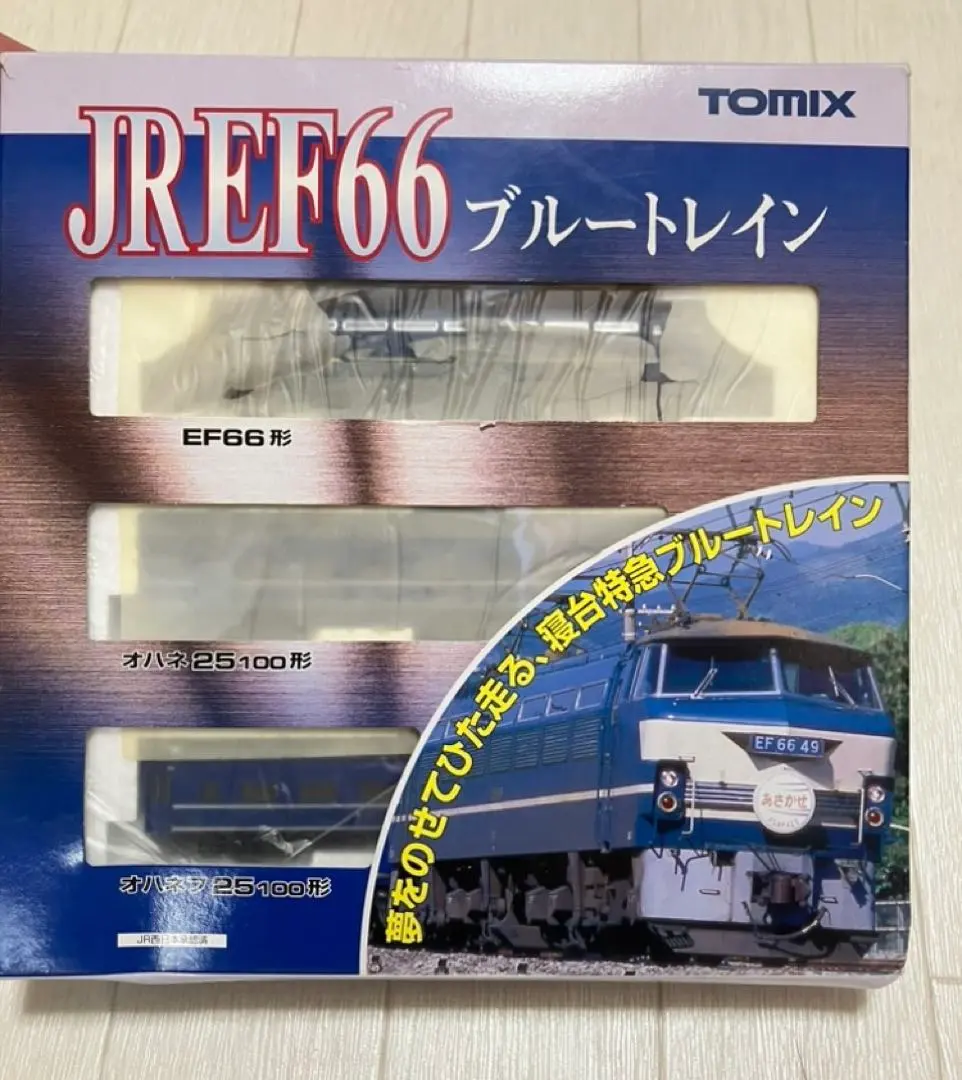 TOMIX
JR EF66 ブルートレイン
EF66形
オハネ25 100形
オハネフ25 100形
JR西日本承認済
夢をのせてひた走る、寝台特急ブルートレイン
EF 66 49
あさかぜ